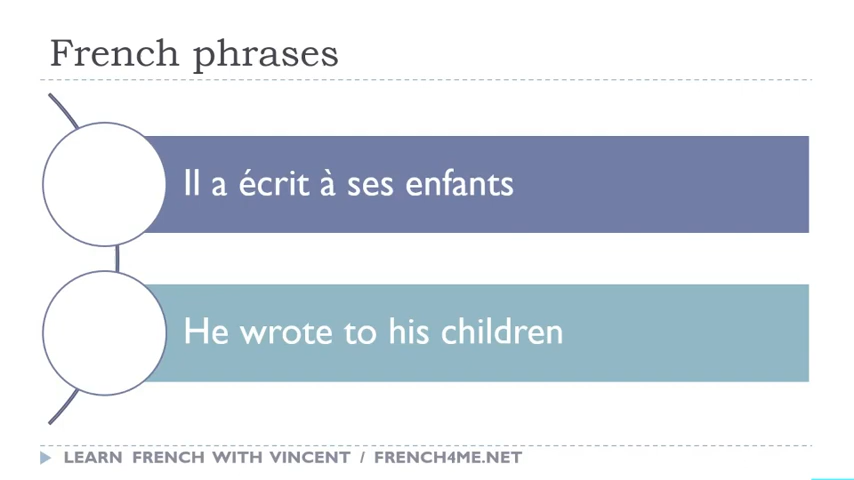 French phrases
Il a écrit à ses enfants
He wrote to his children
LEARN FRENCH WITH VINCENT / FRENCH4ME.NET